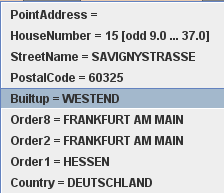 PointAddress =
HouseNumber = 15 [odd 9.0 ... 37.0]
StreetName = SAVIGNYSTRASSE
PostalCode = 60325
Builtup = WESTEND
Order8 = FRANKFURT AM MAIN
Order2 = FRANKFURT AM MAIN
Order1 = HESSEN
Country = DEUTSCHLAND